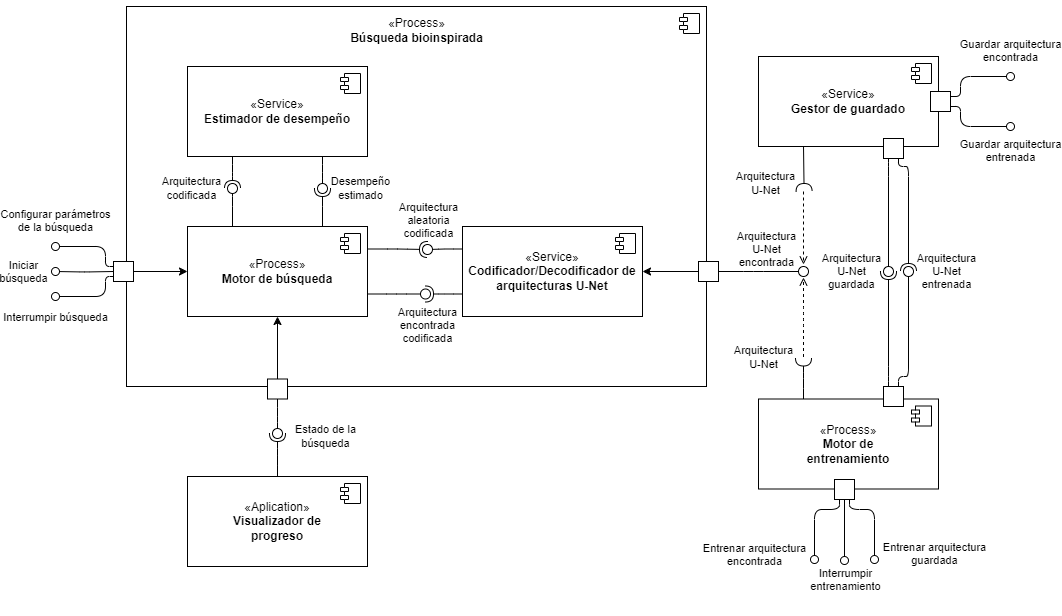 «Process»
Búsqueda bioinspirada
«Service»
Estimador de desempeño
Arquitectura
codificada
Desempeño
estimado
Configurar parámetros
de la búsqueda
Iniciar
búsqueda
Interrumpir búsqueda
«Process»
Motor de búsqueda
Arquitectura
aleatoria
codificada
Arquitectura
encontrada
codificada
«Service»
Codificador/Decodificador de
arquitecturas U-Net
Estado de la
búsqueda
«Aplication»
Visualizador de
progreso
«Service»
Gestor de guardado
Guardar arquitectura
encontrada
Guardar arquitectura
entrenada
Arquitectura
U-Net
Arquitectura
U-Net
encontrada
Arquitectura
U-Net
guardada
Arquitectura
U-Net
entrenada
Arquitectura
U-Net
«Process»
Motor de
entrenamiento
Entrenar arquitectura
encontrada
Interrumpir
entrenamiento
Entrenar arquitectura
guardada